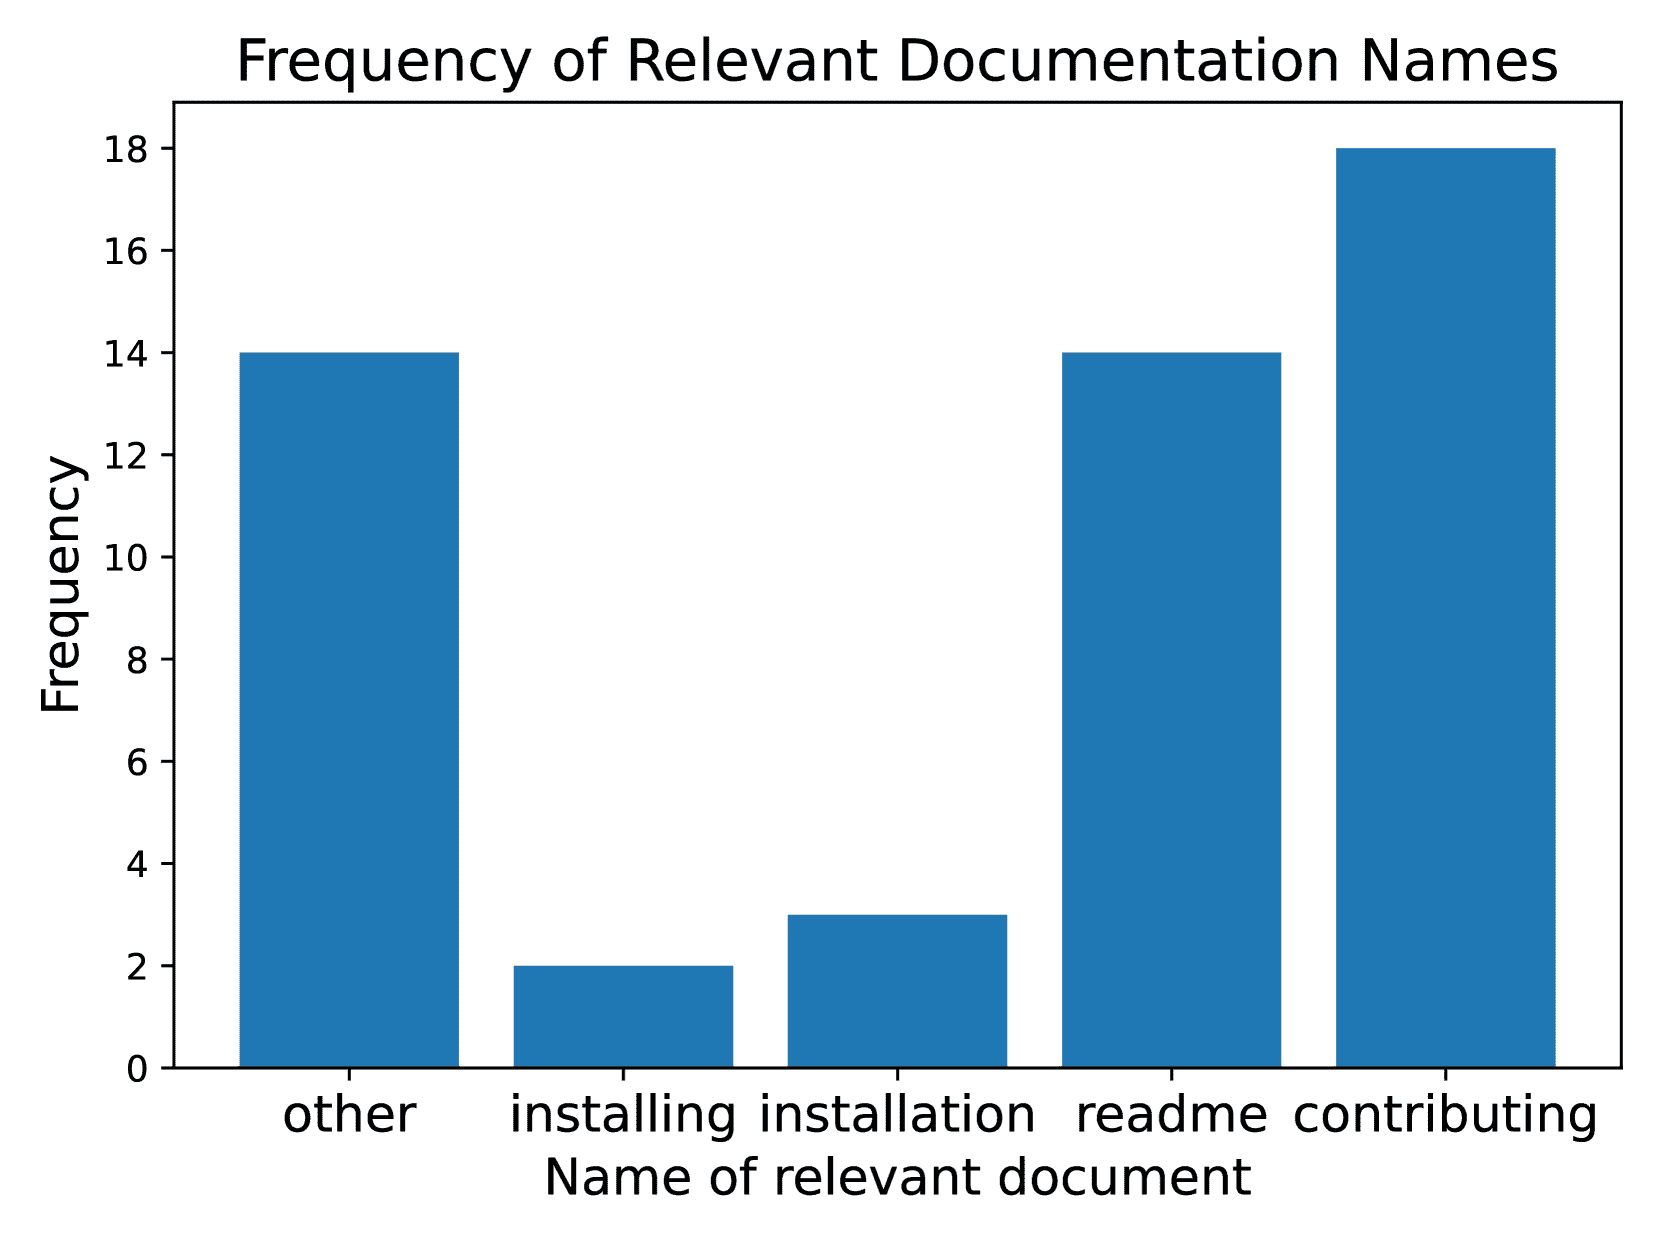 Frequency of Relevant Documentation Names
Frequency
18
16
14
12
10
8
6
4
2
0
other installing installation readme contributing
Name of relevant document